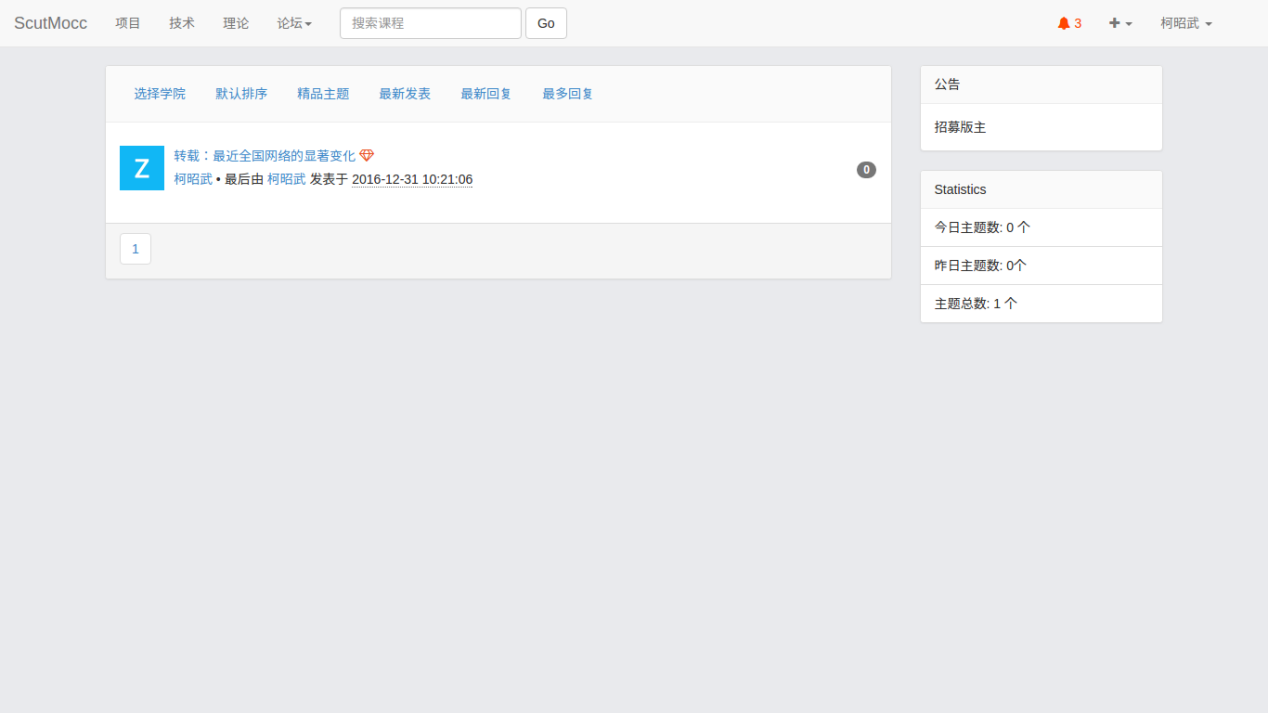 ScutMocc 项目 技术 理论 论坛 搜索课程 Go 3 柯昭武
选择学院 默认排序 精品主题 最新发表 最新回复 最多回复
Z
转载：最近全国网络的显著变化
柯昭武 • 最后由 柯昭武 发表于 2016-12-31 10:21:06
0
1
公告
招募版主
Statistics
今日主题数: 0 个
昨日主题数: 0个
主题总数: 1 个